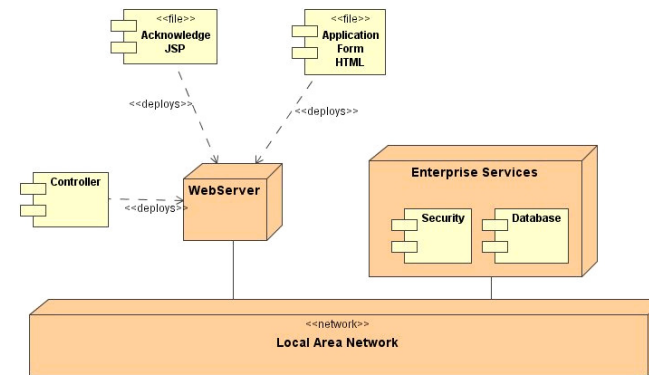 <<file>>
Acknowledge
JSP
<<file>>
Application
Form
HTML
<<deploys>>
<<deploys>>
Controller
<<deploys>>
WebServer
Enterprise Services
Security
Database
<<network>>
Local Area Network